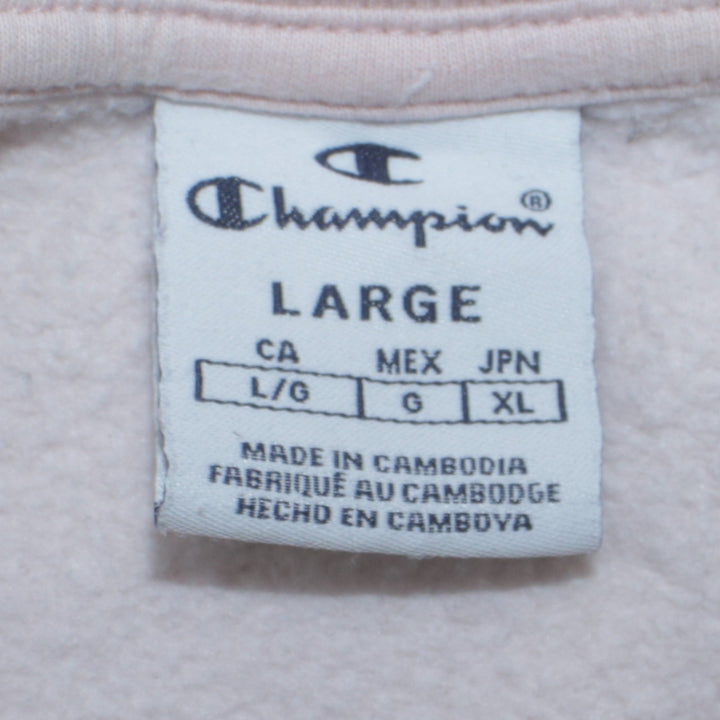 Champion®
LARGE
CA MEX JPN
L/G G XL
MADE IN CAMBODIA
FABRIQUÉ AU CAMBODGE
HECHO EN CAMBOYA